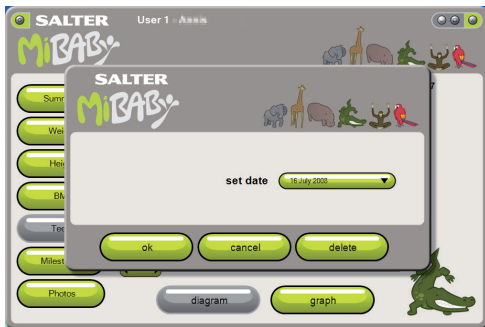 SALTER
User 1 -
MiBABY
SALTER
MiBABY
set date
16 July 2008
ok
cancel
delete
Photos
diagram
graph